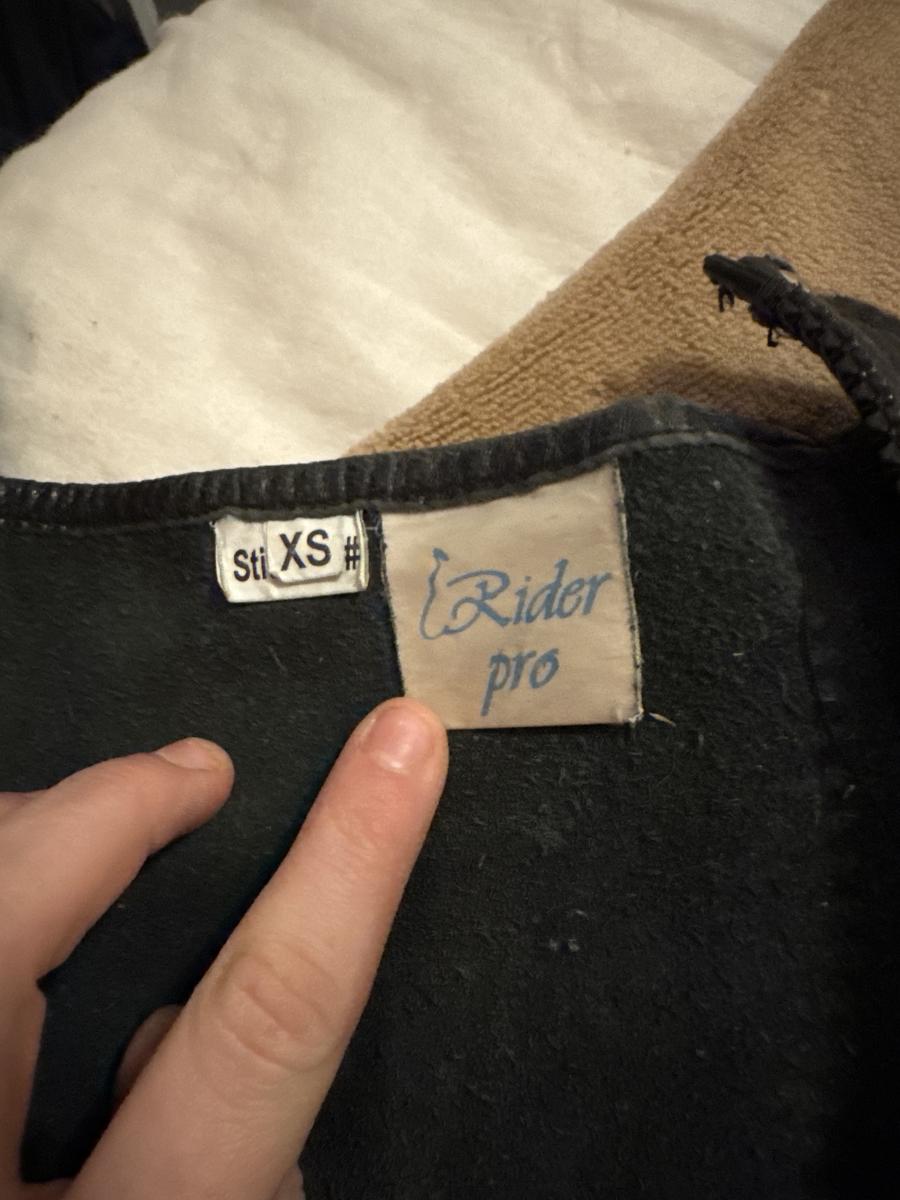 Sti
XS
#
Rider
pro